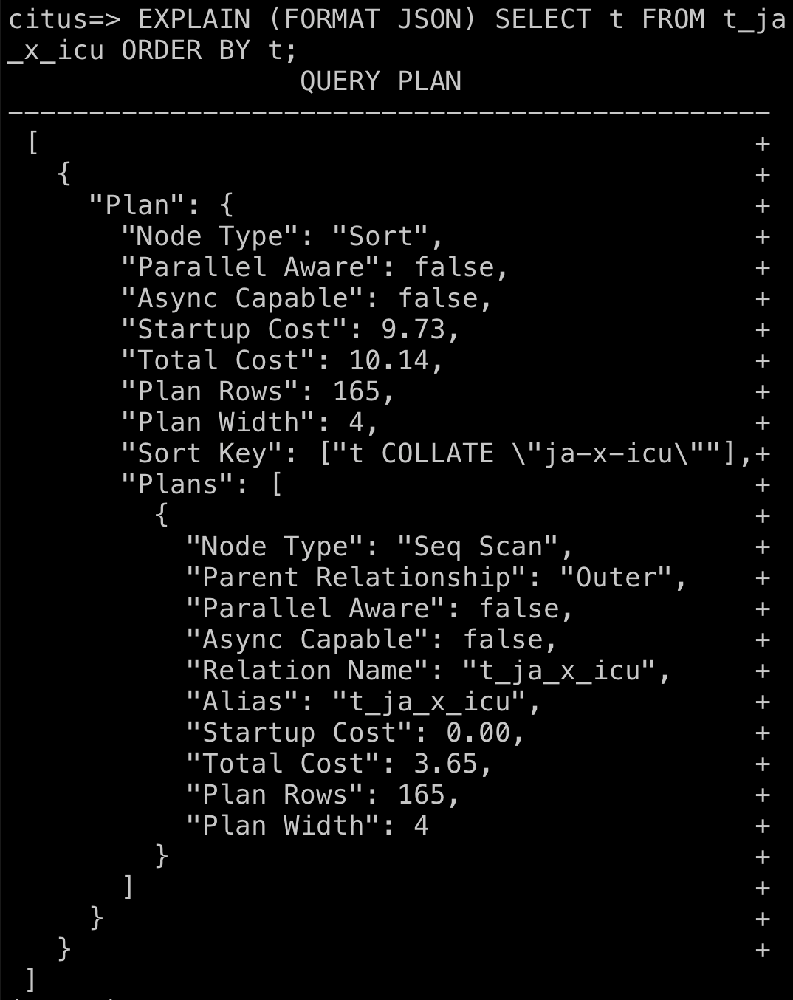 citus=> EXPLAIN (FORMAT JSON) SELECT t FROM t_ja
_x_icu ORDER BY t;
                  QUERY PLAN
-----------------------------------------------
 [                                            +
   {                                          +
     "Plan": {                                +
       "Node Type": "Sort",                   +
       "Parallel Aware": false,               +
       "Async Capable": false,                +
       "Startup Cost": 9.73,                  +
       "Total Cost": 10.14,                   +
       "Plan Rows": 165,                      +
       "Plan Width": 4,                       +
       "Sort Key": ["t COLLATE \"ja-x-icu\""],+
       "Plans": [                             +
         {                                    +
           "Node Type": "Seq Scan",           +
           "Parent Relationship": "Outer",    +
           "Parallel Aware": false,           +
           "Async Capable": false,            +
           "Relation Name": "t_ja_x_icu",     +
           "Alias": "t_ja_x_icu",             +
           "Startup Cost": 0.00,              +
           "Total Cost": 3.65,                +
           "Plan Rows": 165,                  +
           "Plan Width": 4                    +
         }                                    +
       ]                                      +
     }                                        +
   }                                          +
 ]